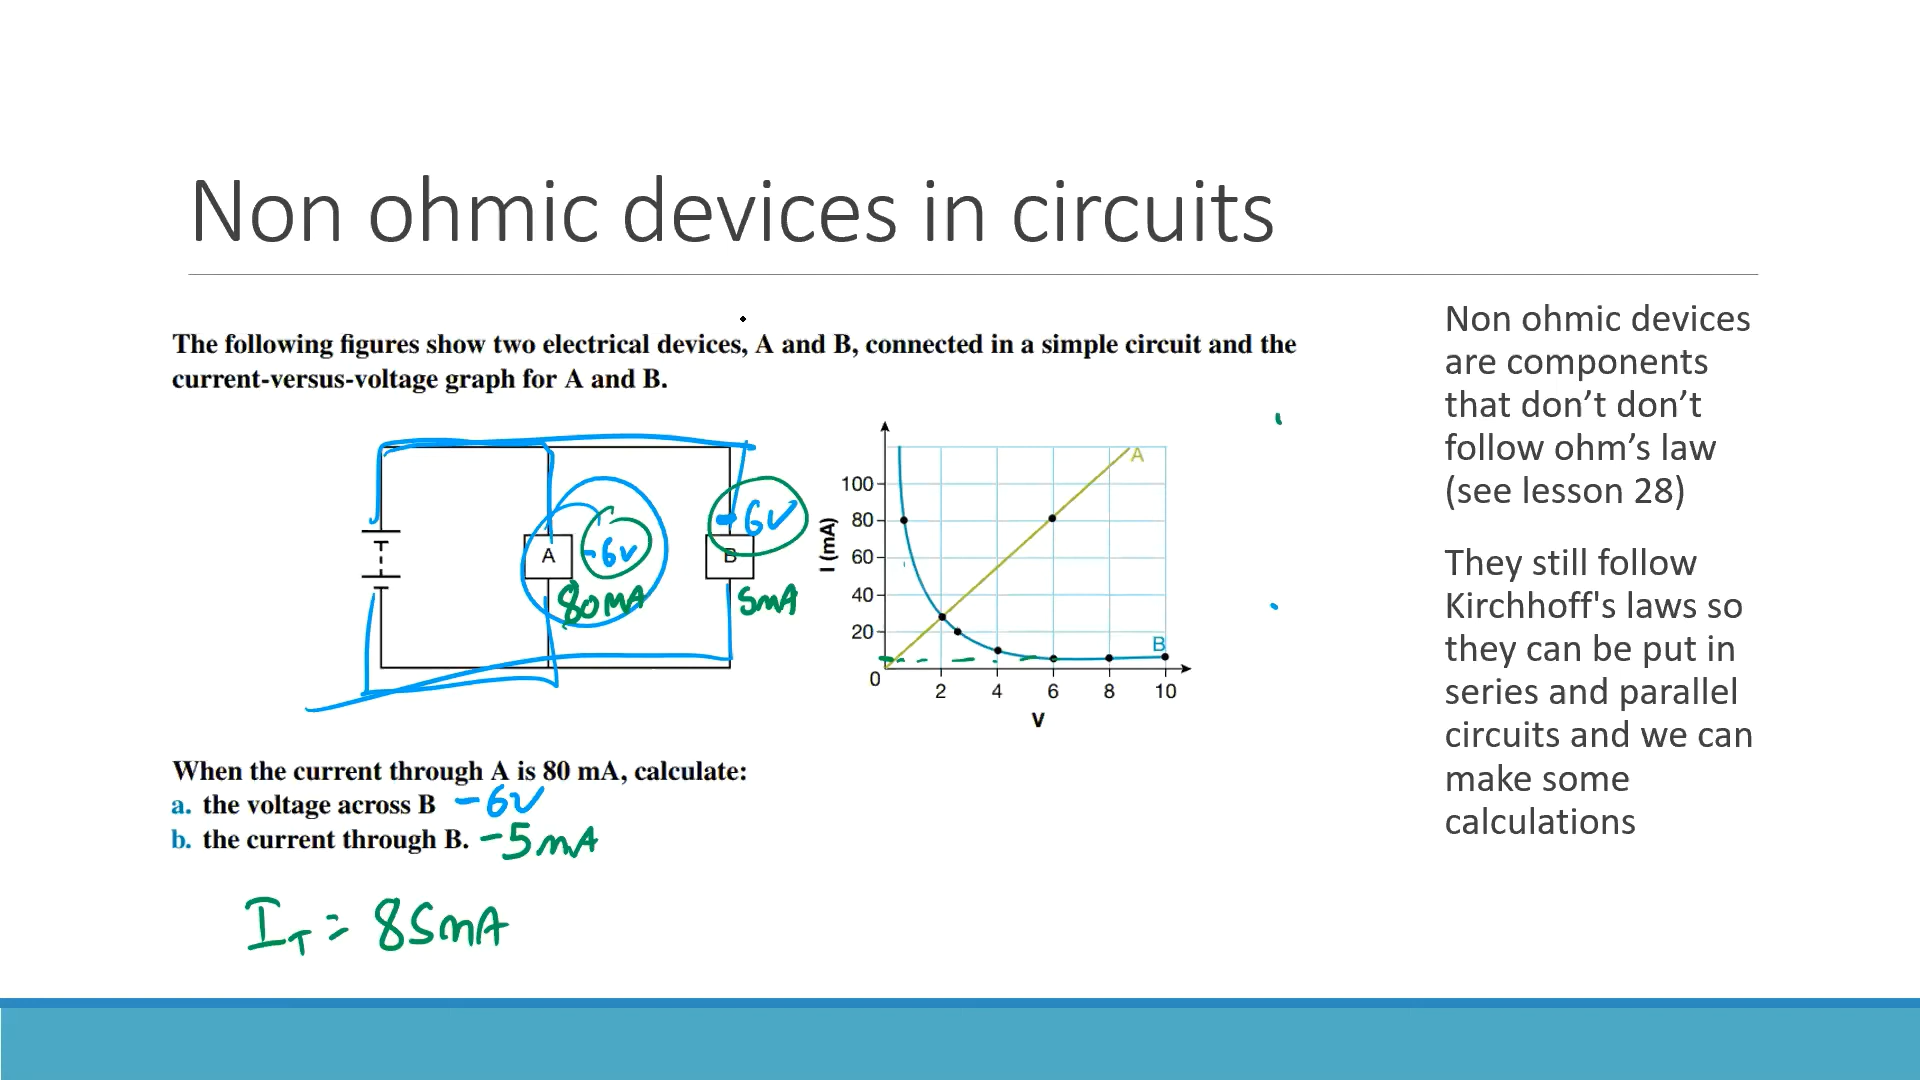 Non ohmic devices in circuits
The following figures show two electrical devices, A and B, connected in a simple circuit and the
current-versus-voltage graph for A and B.
A
-6V
80mA
B
-6V
5mA
I (mA)
100
80
60
40
20
0
2
4
6
8
10
V
A
B
When the current through A is 80 mA, calculate:
a. the voltage across B -6V
b. the current through B. -5mA
IT = 85mA
Non ohmic devices
are components
that don’t don’t
follow ohm’s law
(see lesson 28)
They still follow
Kirchhoff's laws so
they can be put in
series and parallel
circuits and we can
make some
calculations